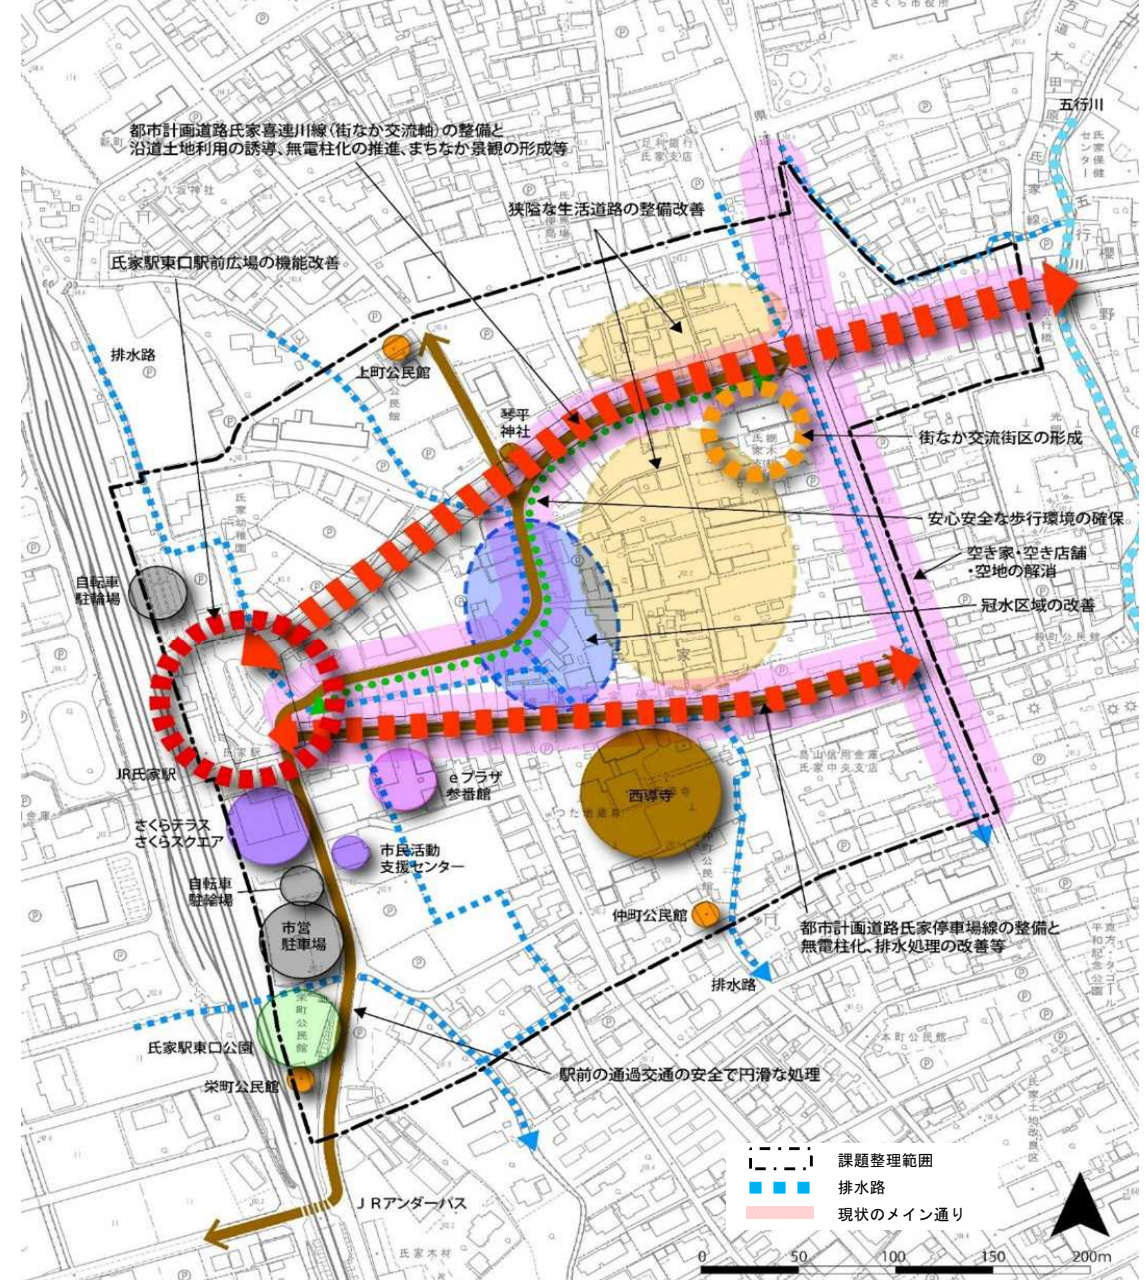 さくら市役所
五行川
都市計画道路氏家喜連川線（街なか交流軸）の整備と
沿道土地利用の誘導、無電柱化の推進、まちなか景観の形成等
狭隘な生活道路の整備改善
氏家駅東口駅前広場の機能改善
排水路
上町公民館
琴平
神社
街なか交流街区の形成
安心安全な歩行環境の確保
空き家・空き店舗
・空地の解消
冠水区域の改善
自転車
駐輪場
JR氏家駅
eプラザ
参番館
西導寺
さくらテラス
さくらスクエア
市民活動
支援センター
自転車
駐輪場
市営
駐車場
仲町公民館
都市計画道路氏家停車場線の整備と
無電柱化、排水処理の改善等
排水路
氏家駅東口公園
栄町公民館
駅前の通過交通の安全で円滑な処理
JRアンダーパス
氏家木材
課題整理範囲
排水路
現状のメイン通り
0 50 100 150 200m